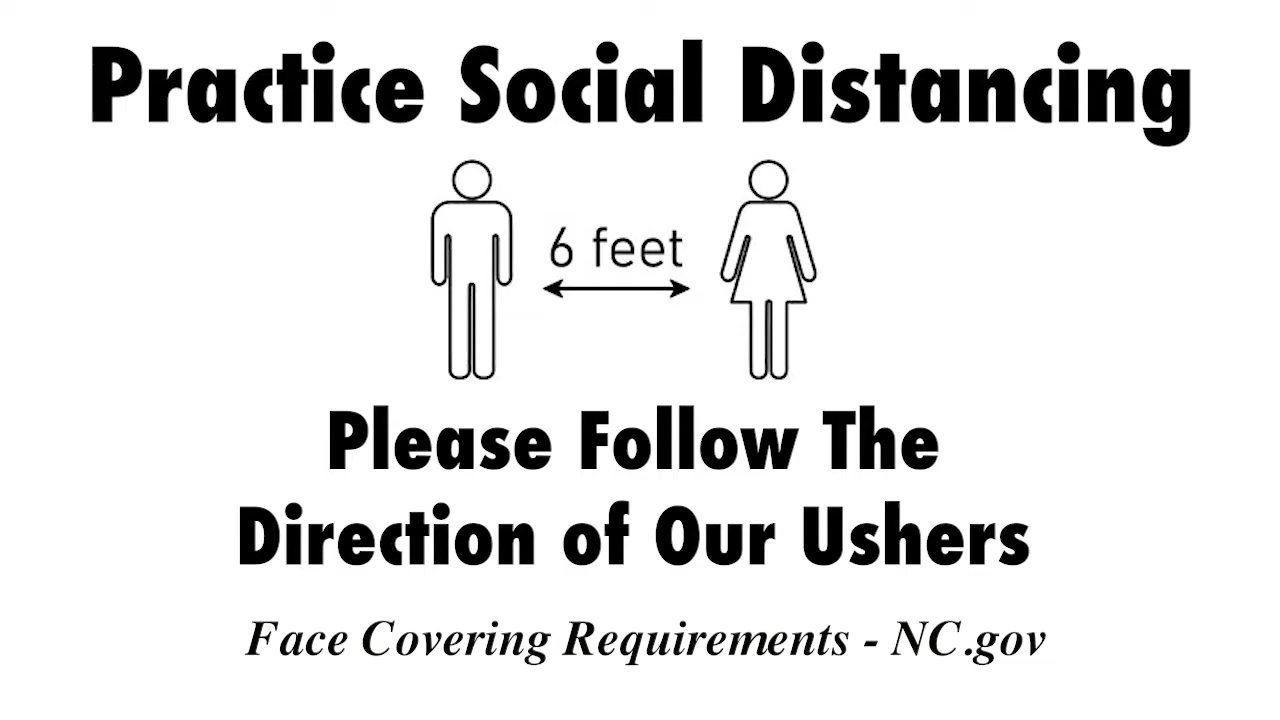 Practice Social Distancing
6 feet
Please Follow The
Direction of Our Ushers
Face Covering Requirements - NC.gov